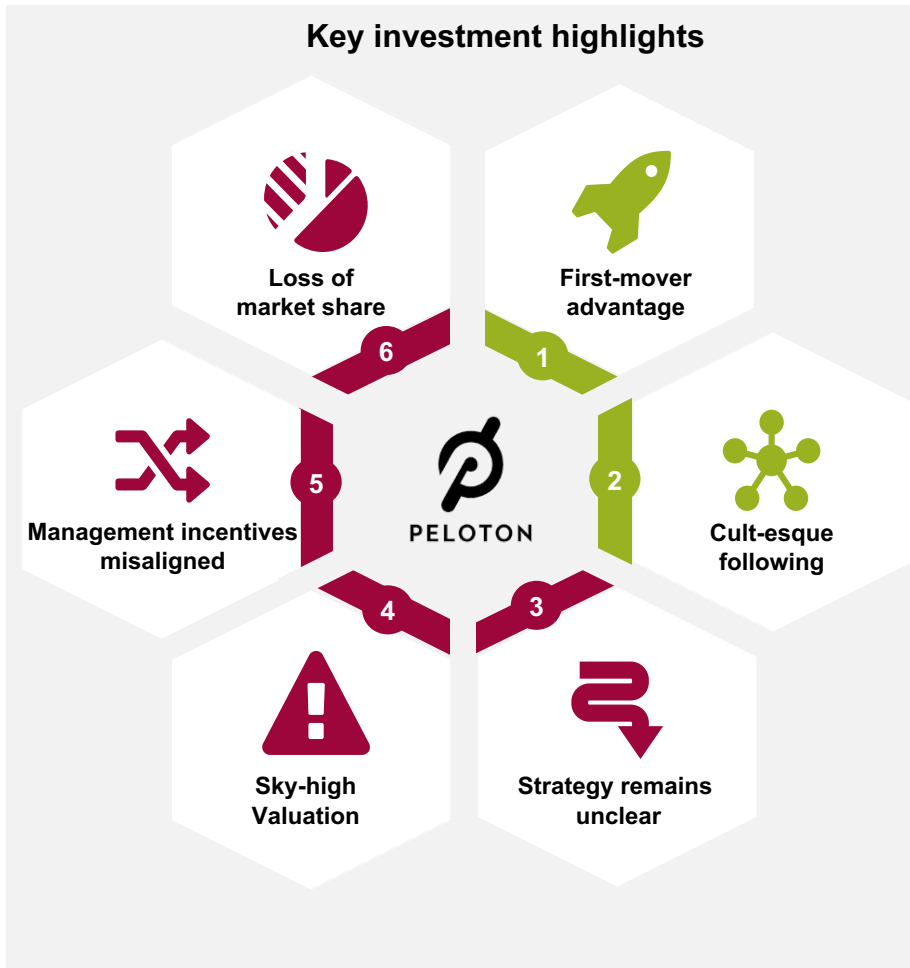 Key investment highlights
First-mover
advantage
1
Cult-esque
following
2
Strategy remains
unclear
3
Sky-high
Valuation
4
Management incentives
misaligned
5
Loss of
market share
6
PELOTON